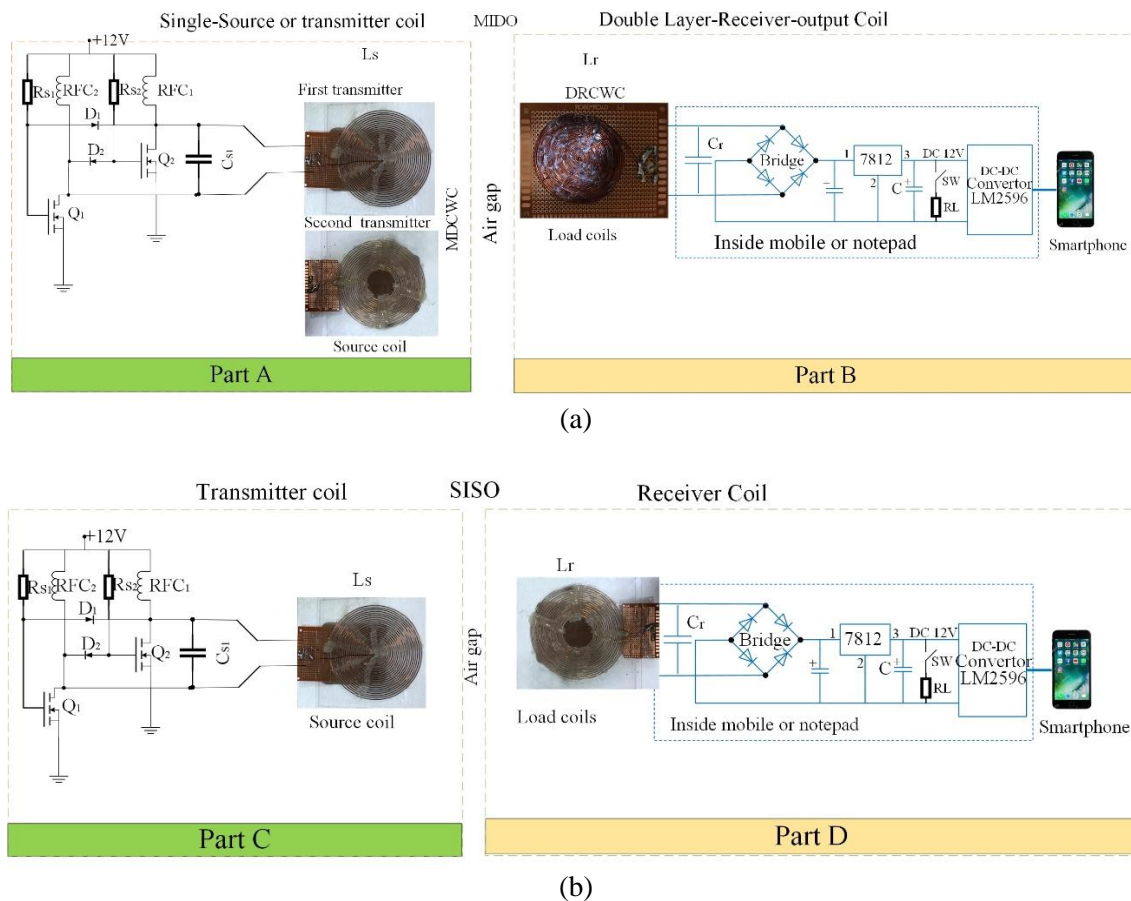 Single-Source or transmitter coil
MIDO
Double Layer-Receiver-output Coil
+12V
Rs1
RFC2
Rs2
RFC1
D1
D2
Q2
Q1
Cs1
Ls
First transmitter
Second transmitter
Source coil
MDCWC
Air gap
Lr
DRCWC
Load coils
Cr
Bridge
1
7812
3
2
DC 12V
C
+
SW
RL
DC-DC
Convertor
LM2596
Inside mobile or notepad
Smartphone
Part A
Part B
(a)
Transmitter coil
SISO
Receiver Coil
+12V
Rs1
RFC2
Rs2
RFC1
D1
D2
Q2
Q1
Cs1
Ls
Source coil
Air gap
Lr
Load coils
Cr
Bridge
+
1
7812
3
2
DC 12V
C
+
SW
RL
DC-DC
Convertor
LM2596
Inside mobile or notepad
Smartphone
Part C
Part D
(b)